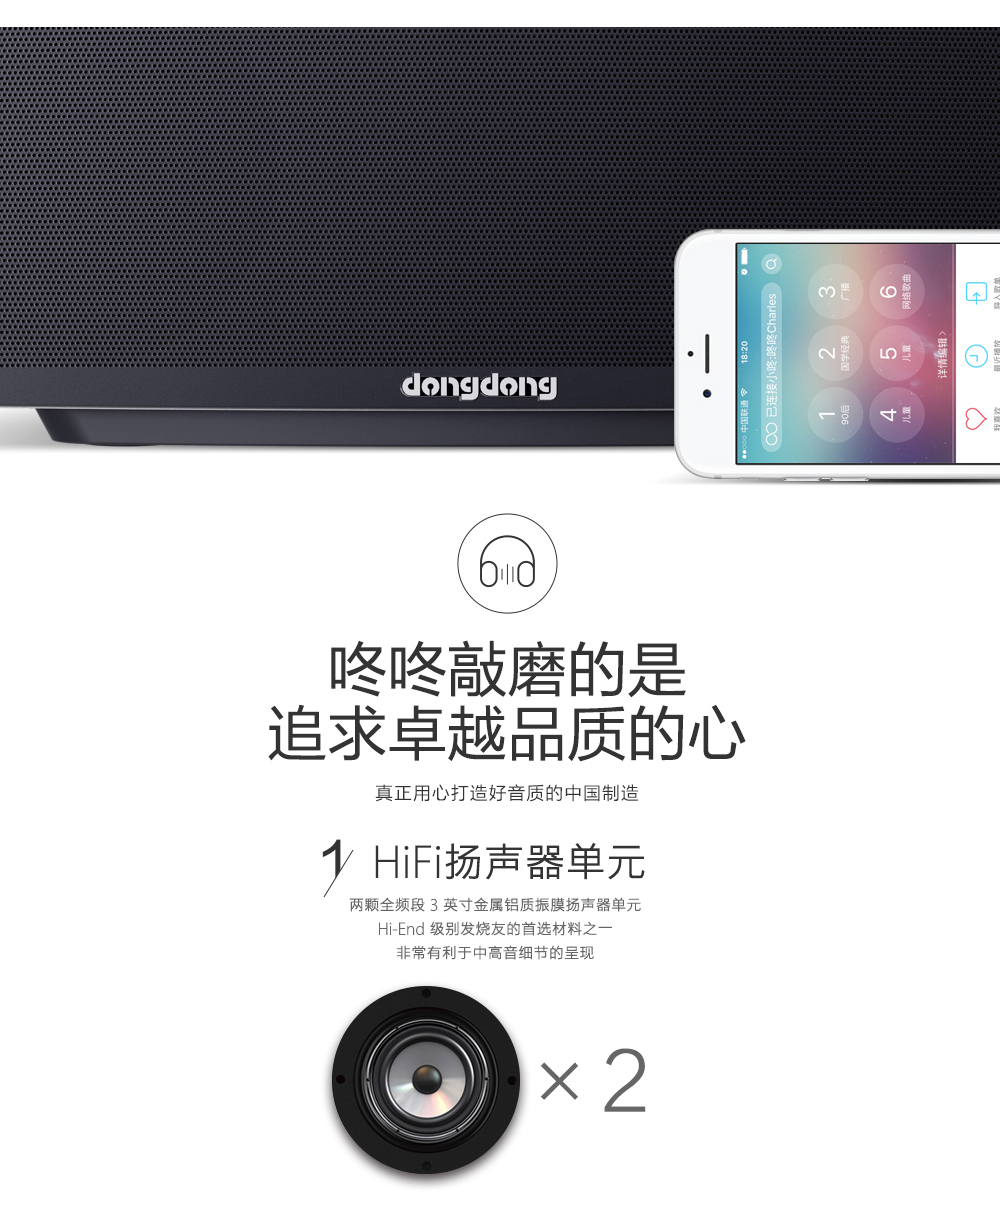 dongdong
●●○○○ 中国联通
18:20
已连接小咚·咚咚Charles
1
90后
2
国学经典
3
广播
4
儿童
5
儿童
6
网络歌曲
详情编辑 >
我喜欢
最近播放
导入歌单
咚咚敲磨的是
追求卓越品质的心
真正用心打造好音质的中国制造
1 HiFi扬声器单元
两颗全频段 3 英寸金属铝质振膜扬声器单元
Hi-End 级别发烧友的首选材料之一
非常有利于中高音细节的呈现
× 2